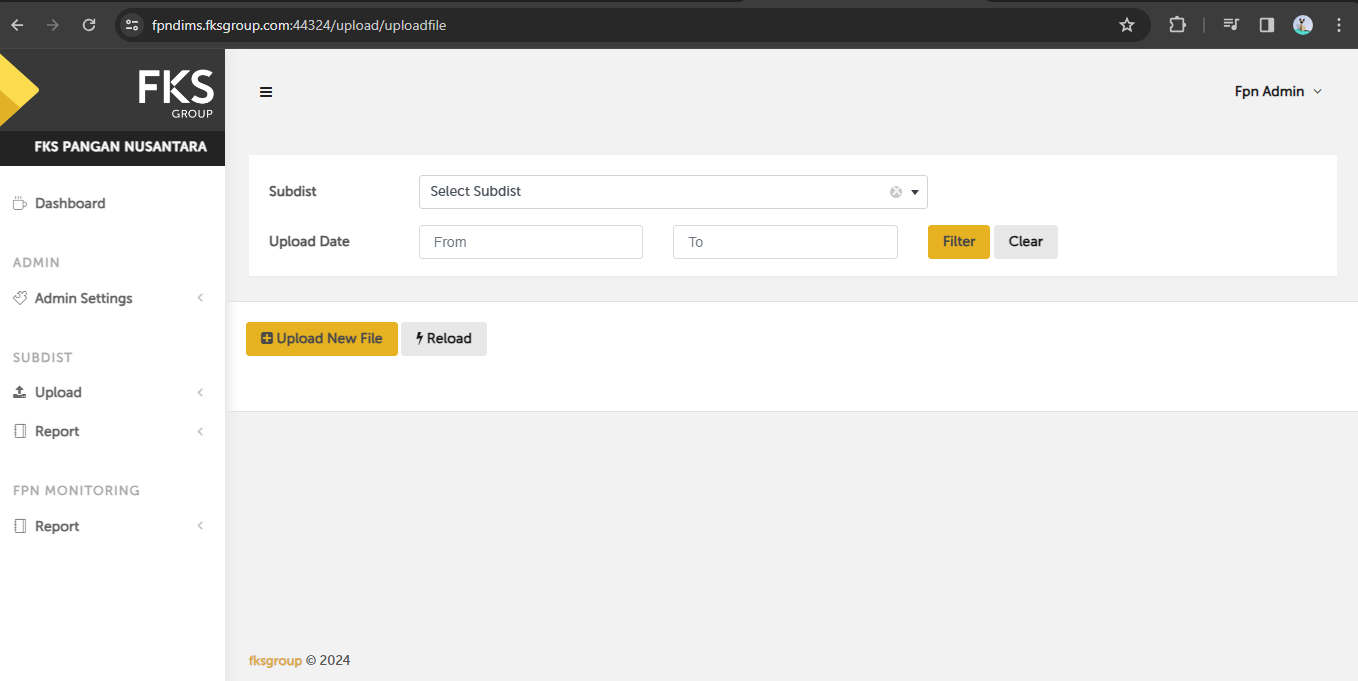 fpndims.fksgroup.com:44324/upload/uploadfile
FKS
GROUP
FKS PANGAN NUSANTARA
Fpn Admin
Dashboard
ADMIN
Admin Settings
SUBDIST
Upload
Report
FPN MONITORING
Report
Subdist
Select Subdist
Upload Date
From
To
Filter
Clear
Upload New File
Reload
fksgroup © 2024